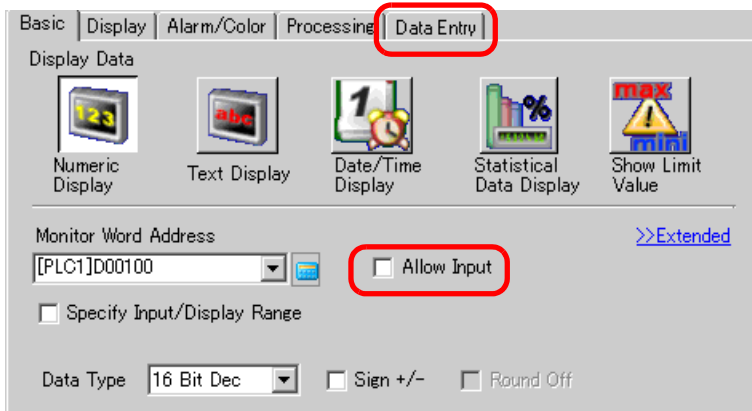 Basic Display Alarm/Color Processing Data Entry
Display Data
123 abc 1 % max mini
Numeric Display Text Display Date/Time Display Statistical Data Display Show Limit Value
Monitor Word Address >>Extended
[PLC1]D00100 Allow Input
Specify Input/Display Range
Data Type 16 Bit Dec Sign +/- Round Off